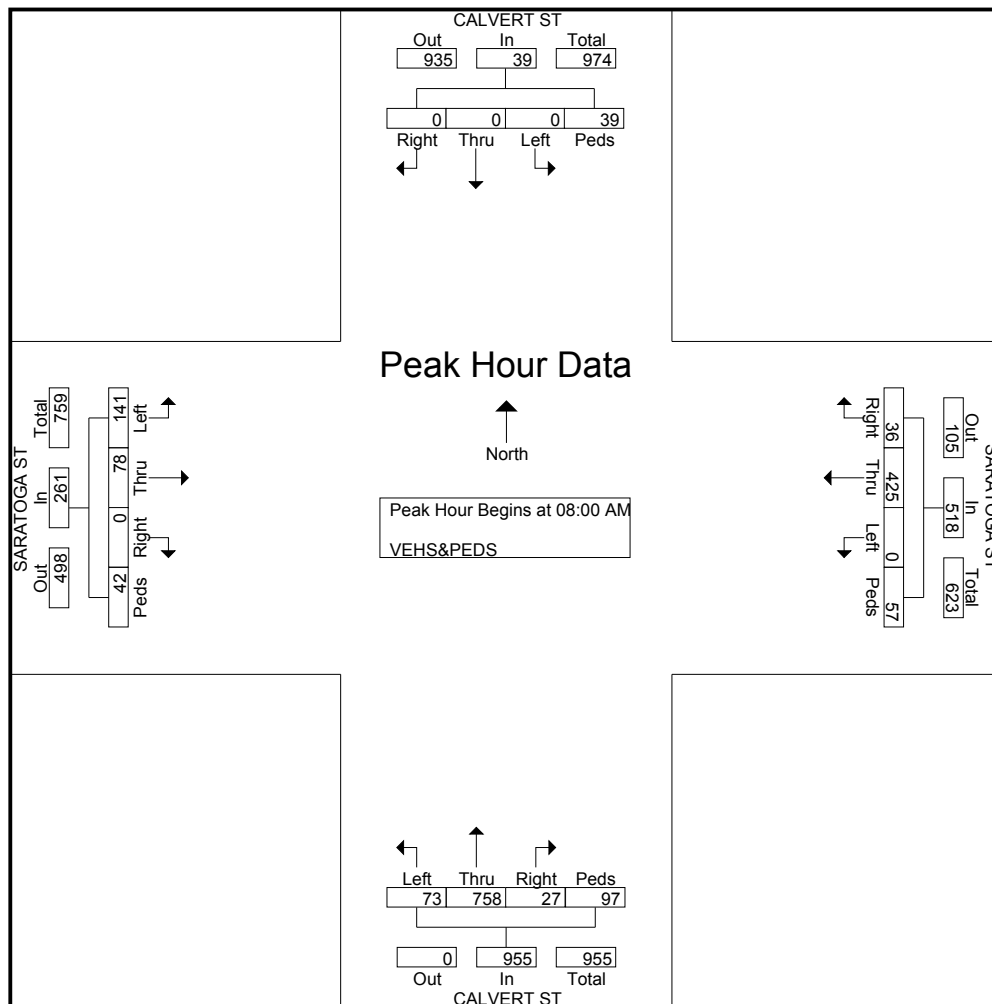 CALVERT ST
Out In Total
935 39 974
0 0 0 39
Right Thru Left Peds
Peak Hour Data
North
Peak Hour Begins at 08:00 AM
VEHS&PEDS
SARATOGA ST
Total In Out
759 261 498
141 78 0 42
Left Thru Right Peds
SARATOGA ST
Out In Total
105 518 623
36 425 0 57
Right Thru Left Peds
Left Thru Right Peds
73 758 27 97
0 955 955
Out In Total
CALVERT ST